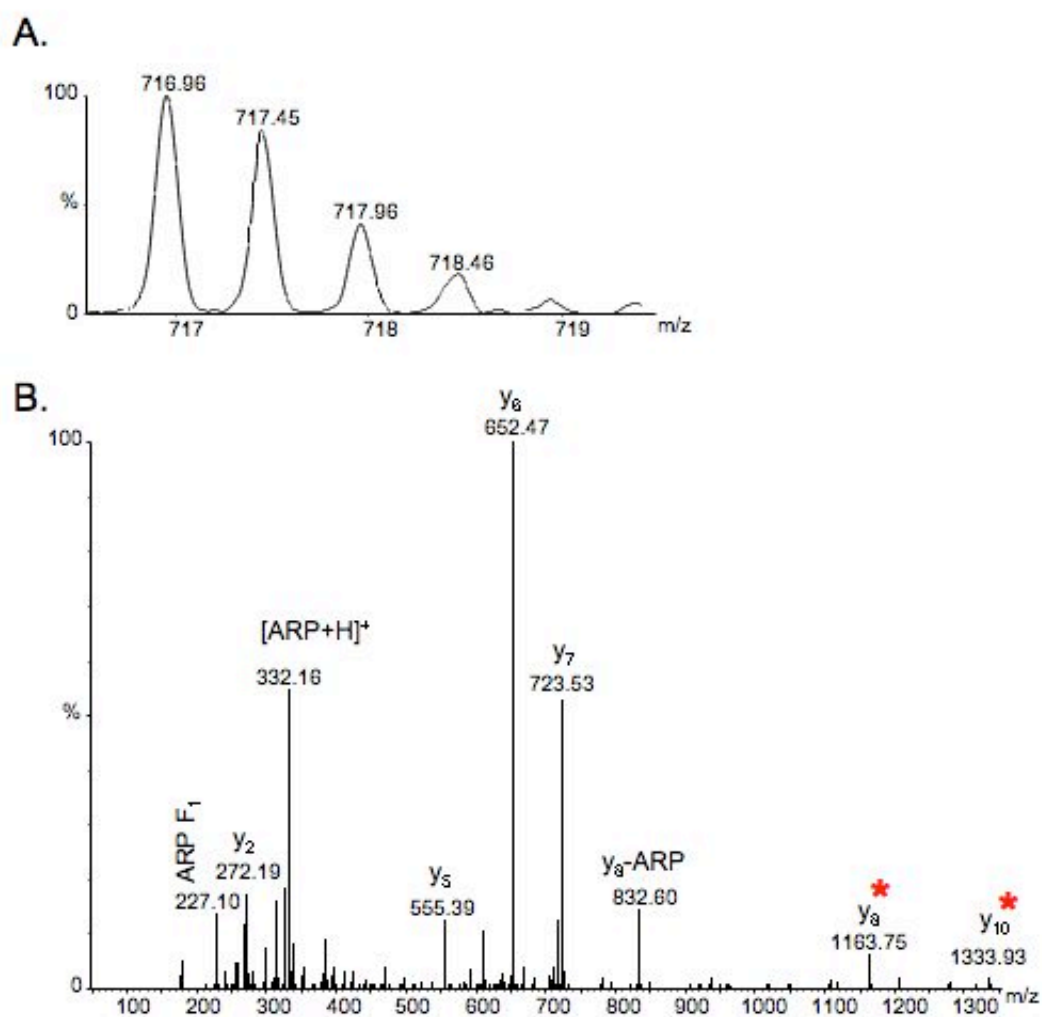 A.
716.96
100
717.45
%
717.96
718.46
0
717 718 719 m/z
B.
y6
100
652.47
[ARP+H]+
332.16
y7
723.53
%
ARP F1
y2
272.19
227.10
y5
555.39
y8-ARP
832.60
*
y8
1163.75
*
y10
1333.93
0
100 200 300 400 500 600 700 800 900 1000 1100 1200 1300 m/z